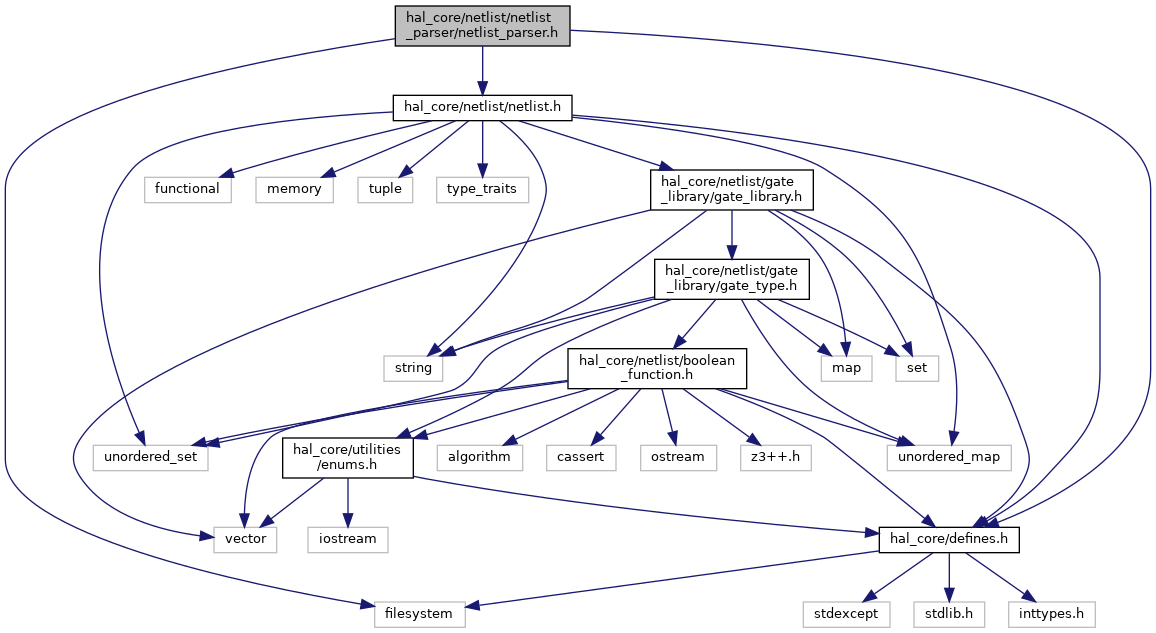 hal_core/netlist/netlist
_parser/netlist_parser.h
hal_core/netlist/netlist.h
functional
memory
tuple
type_traits
hal_core/netlist/gate
_library/gate_library.h
hal_core/netlist/gate
_library/gate_type.h
string
hal_core/netlist/boolean
_function.h
map
set
unordered_set
hal_core/utilities
/enums.h
algorithm
cassert
ostream
z3++.h
unordered_map
vector
iostream
hal_core/defines.h
filesystem
stdexcept
stdlib.h
inttypes.h